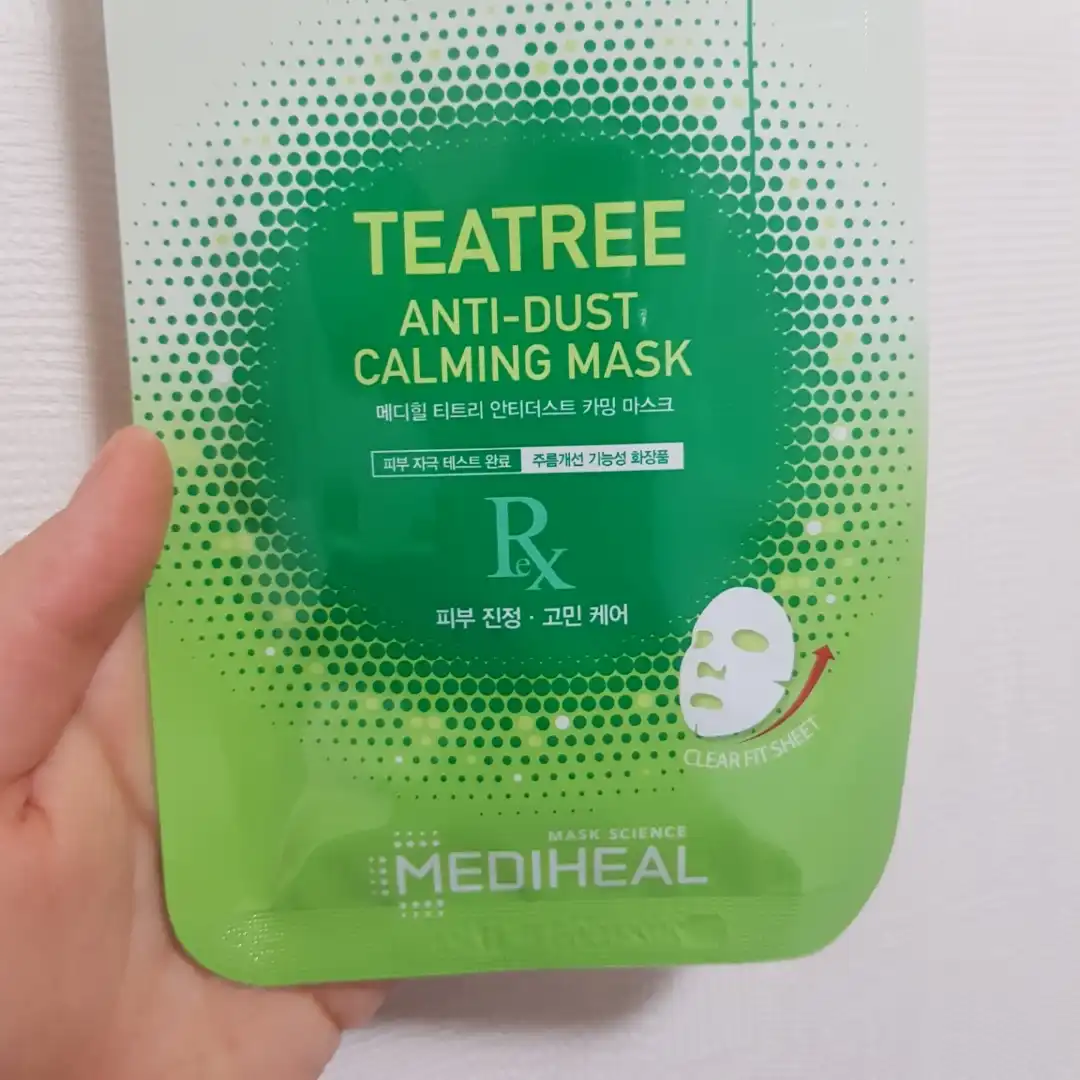 TEATREE
ANTI-DUST
CALMING MASK
메디힐 티트리 안티더스트 카밍 마스크
피부 자극 테스트 완료 주름개선 기능성 화장품
Rex
피부 진정 · 고민 케어
CLEAR FIT SHEET
MASK SCIENCE
MEDIHEAL